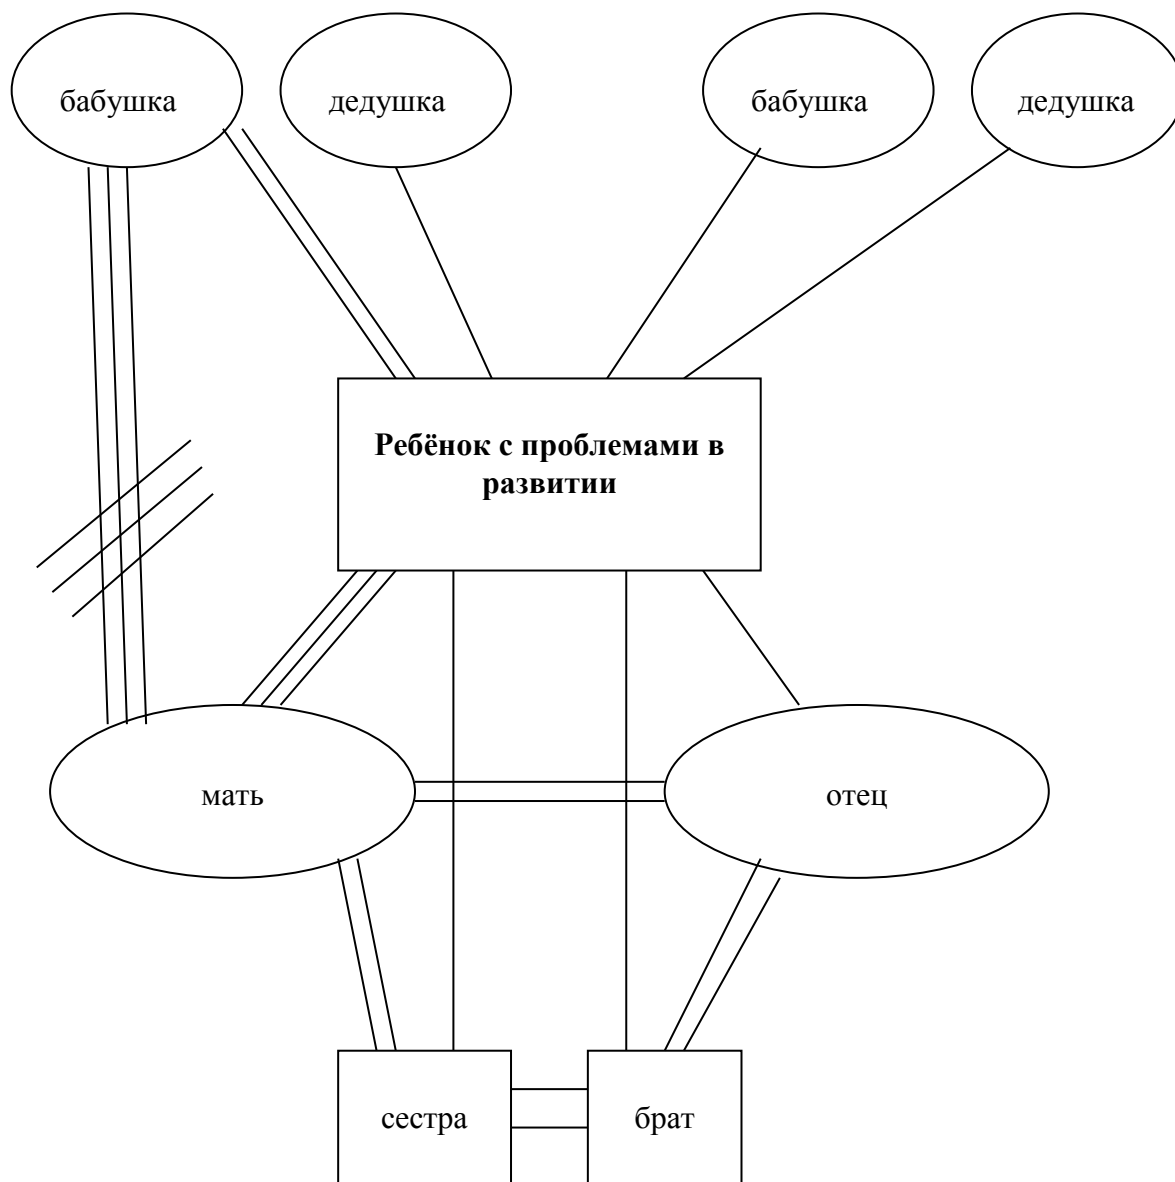 бабушка
дедушка
бабушка
дедушка
Ребёнок с проблемами в
развитии
мать
отец
сестра
брат